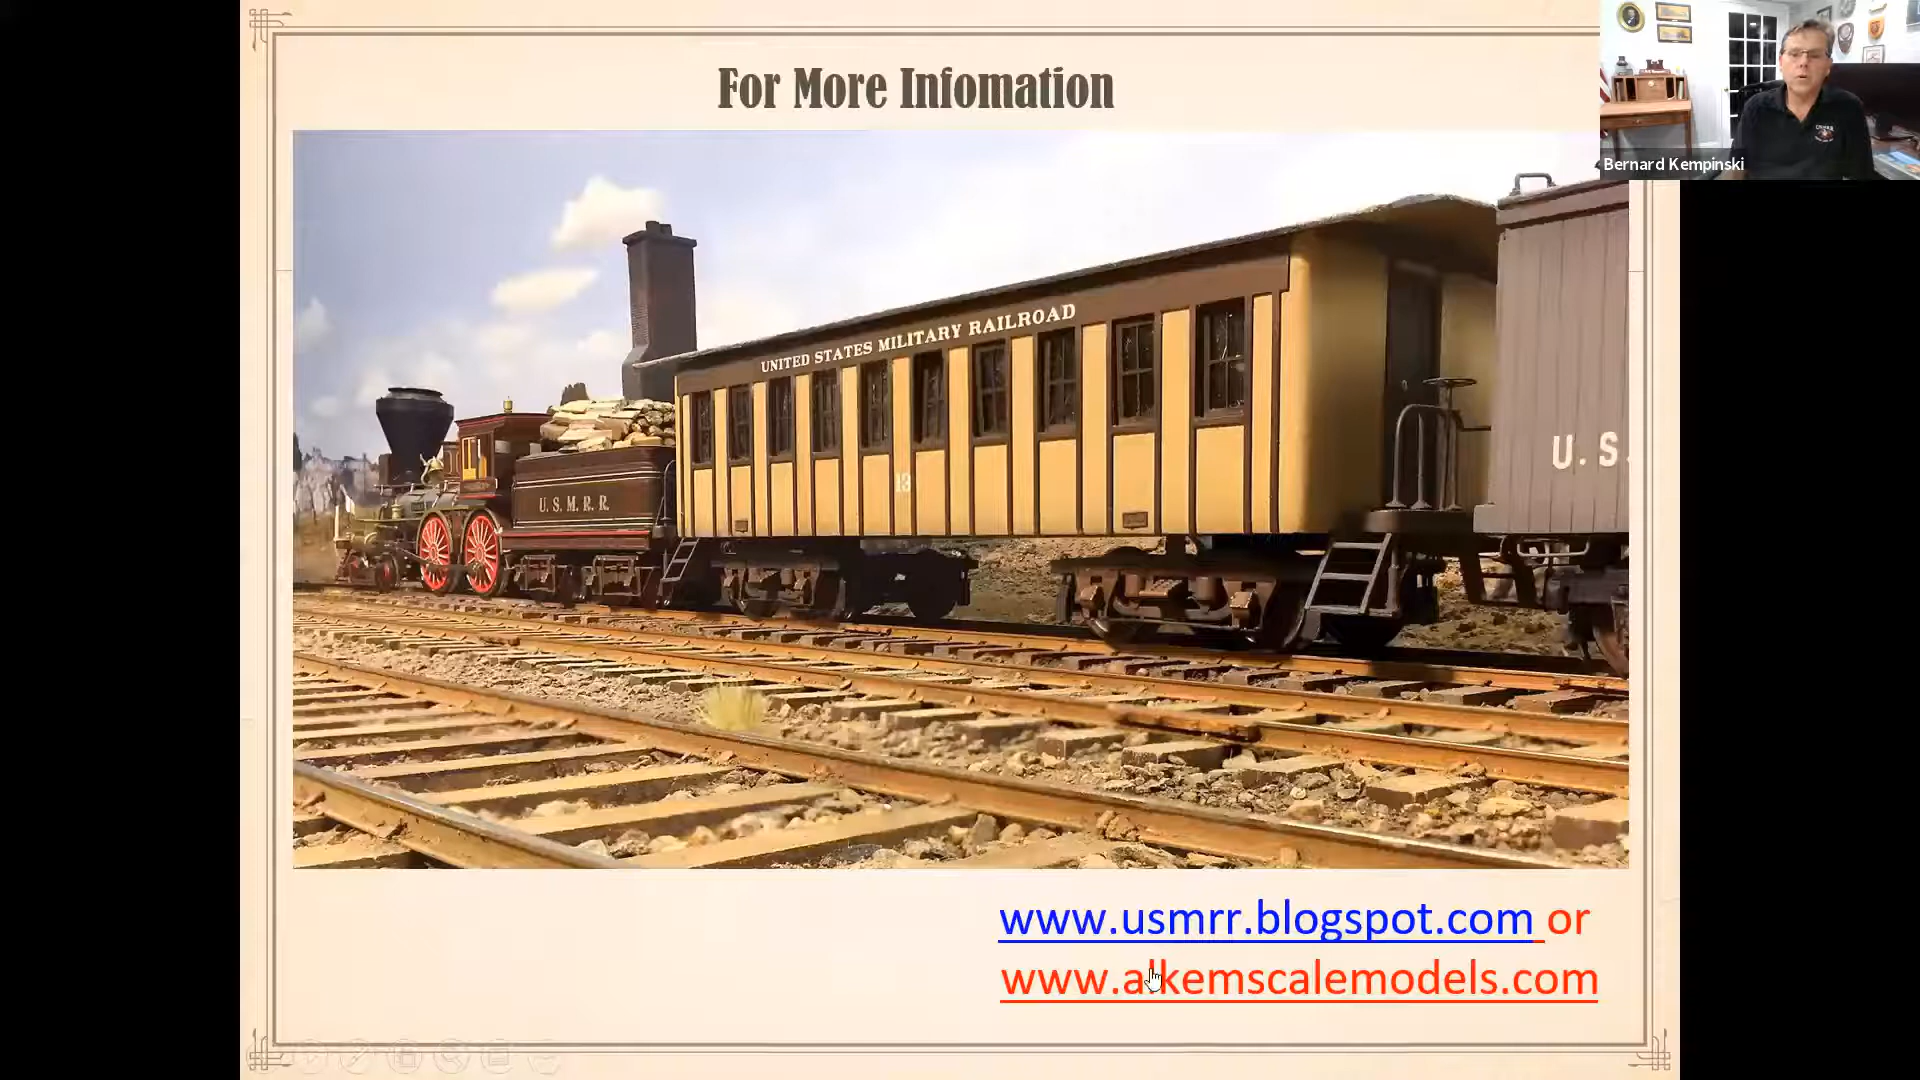 For More Infomation
Bernard Kempinski
UNITED STATES MILITARY RAILROAD
U. S.
13
U. S. M. R. R.
www.usmrr.blogspot.com or
www.alkemscalemodels.com